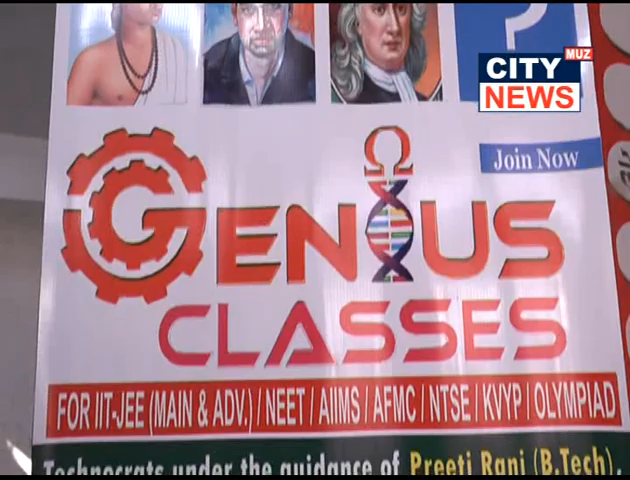 ?
CITY MUZ
NEWS
Join Now
GENIUS
CLASSES
FOR IIT-JEE (MAIN & ADV.) / NEET / AIIMS / AFMC / NTSE / KVYP / OLYMPIAD
Technocrats under the guidance of Preeti Rani (B.Tech).